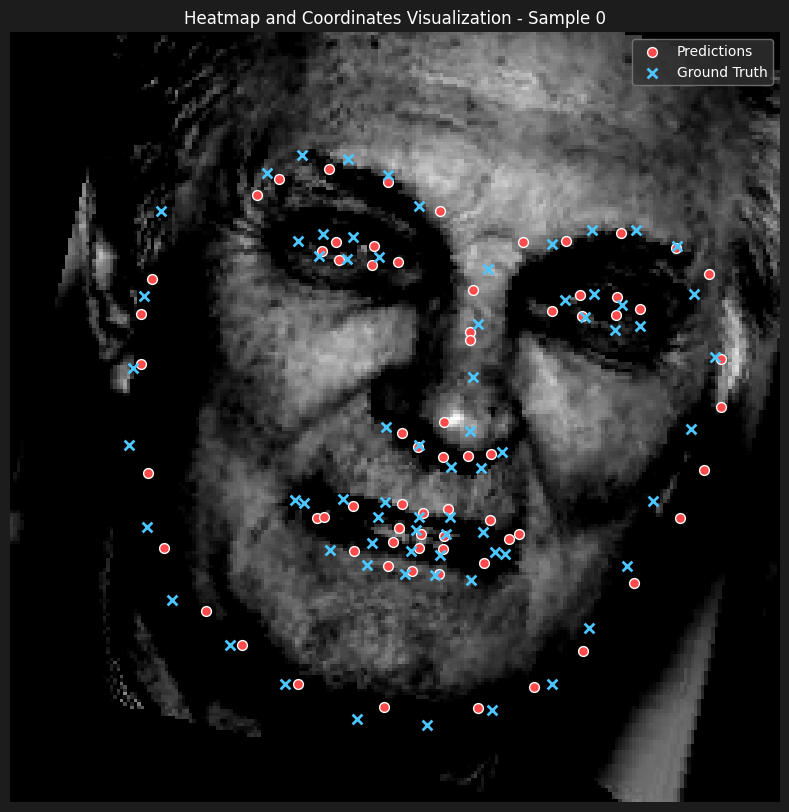 Heatmap and Coordinates Visualization - Sample 0
Predictions
Ground Truth